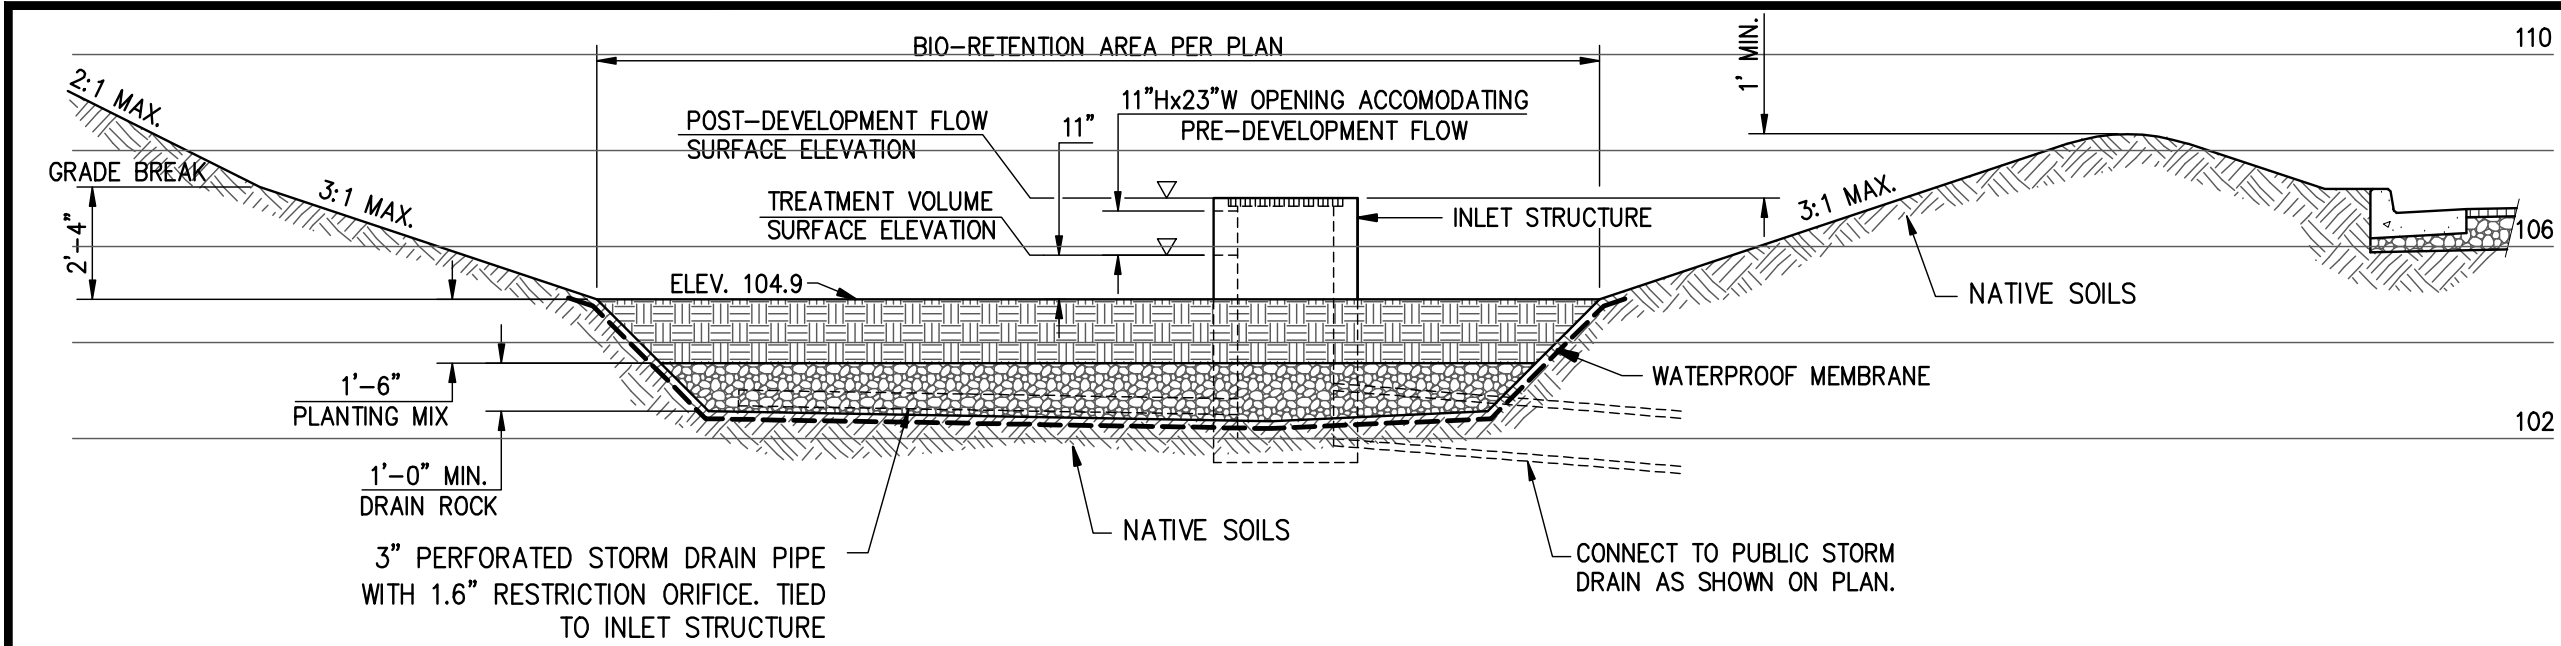 BIO-RETENTION AREA PER PLAN
1' MIN.
110
2:1 MAX.
11"Hx23"W OPENING ACCOMODATING
PRE-DEVELOPMENT FLOW
POST-DEVELOPMENT FLOW
SURFACE ELEVATION
11"
GRADE BREAK
3:1 MAX.
TREATMENT VOLUME
SURFACE ELEVATION
INLET STRUCTURE
3:1 MAX.
106
2'-4"
ELEV. 104.9
NATIVE SOILS
1'-6"
PLANTING MIX
WATERPROOF MEMBRANE
102
1'-0" MIN.
DRAIN ROCK
NATIVE SOILS
3" PERFORATED STORM DRAIN PIPE
WITH 1.6" RESTRICTION ORIFICE. TIED
TO INLET STRUCTURE
CONNECT TO PUBLIC STORM
DRAIN AS SHOWN ON PLAN.